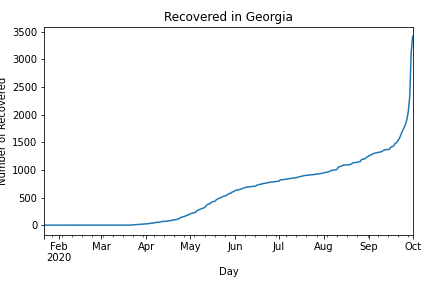 Recovered in Georgia
Number of Recovered
3500
3000
2500
2000
1500
1000
500
0
Feb Mar Apr May Jun Jul Aug Sep Oct
2020
Day